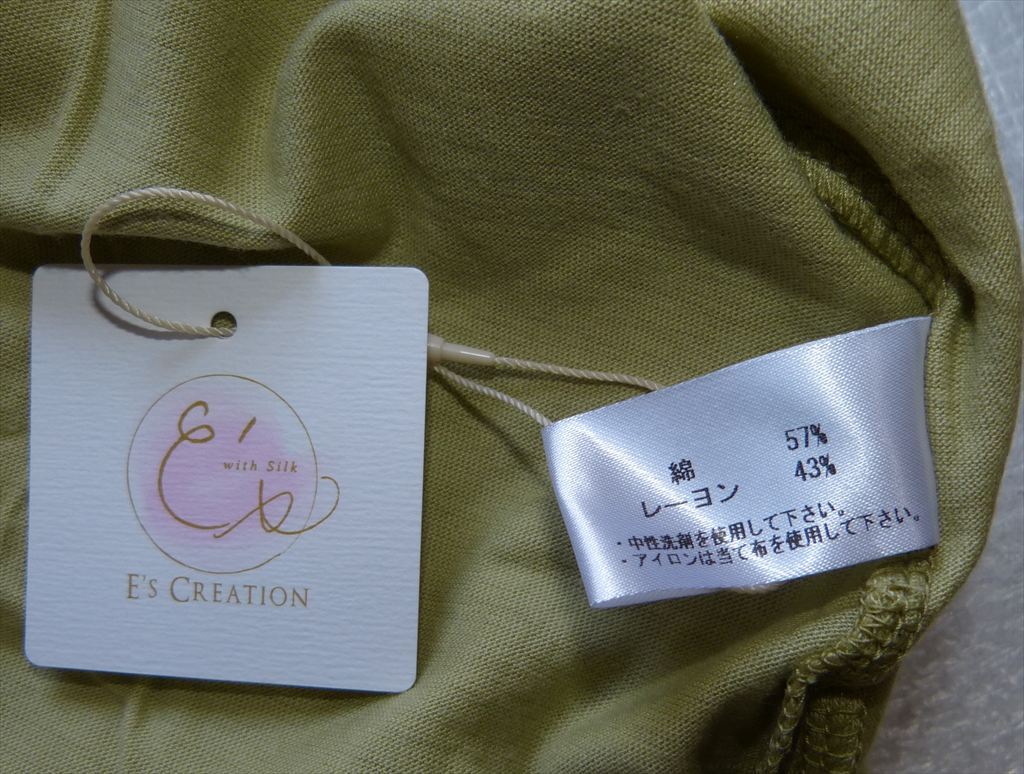 E's
with Silk
E's CREATION
綿 57%
レーヨン 43%
・中性洗剤を使用して下さい。
・アイロンは当て布を使用して下さい。